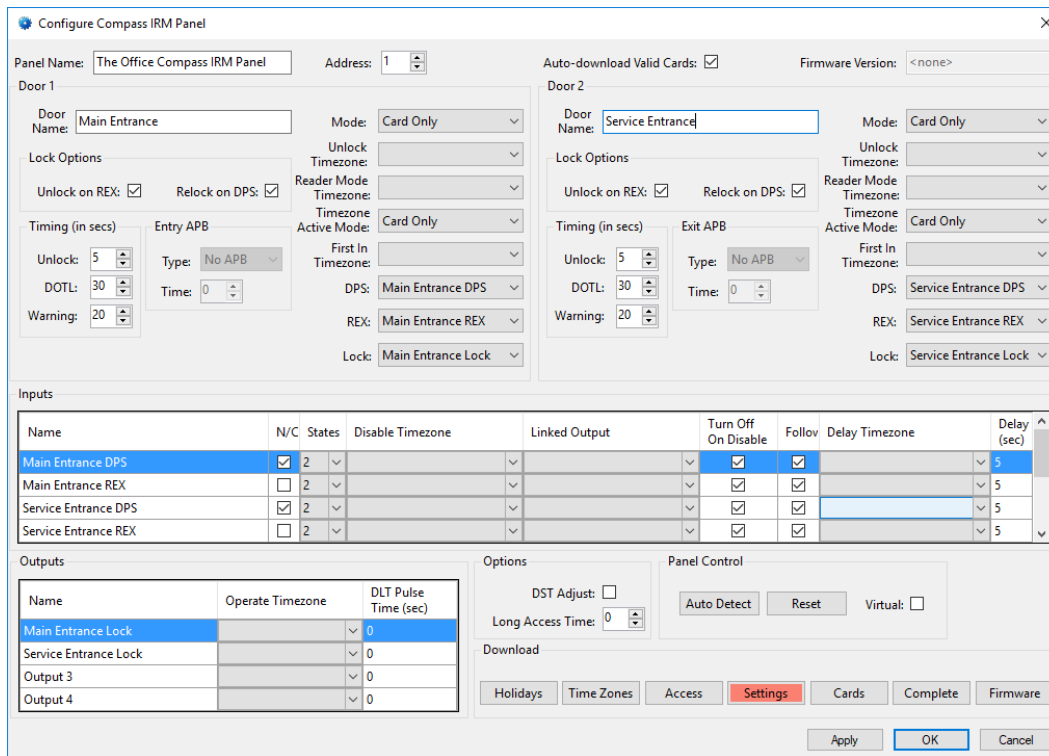 Configure Compass IRM Panel
Panel Name: The Office Compass IRM Panel Address: 1 Auto-download Valid Cards: Firmware Version: <none>
Door 1 Door 2
Door Name: Main Entrance Mode: Card Only Door Name: Service Entrance Mode: Card Only
Lock Options Unlock Timezone: Lock Options Unlock Timezone:
Unlock on REX: Relock on DPS: Reader Mode Timezone: Unlock on REX: Relock on DPS: Reader Mode Timezone:
Timing (in secs) Entry APB Timezone Active Mode: Card Only Timing (in secs) Exit APB Timezone Active Mode: Card Only
Unlock: 5 Type: No APB First In Timezone: Unlock: 5 Type: No APB First In Timezone:
DOTL: 30 Time: 0 DPS: Main Entrance DPS DOTL: 30 Time: 0 DPS: Service Entrance DPS
Warning: 20 REX: Main Entrance REX Warning: 20 REX: Service Entrance REX
Lock: Main Entrance Lock Lock: Service Entrance Lock
Inputs
Name N/C States Disable Timezone Linked Output Turn Off On Disable Follov Delay Timezone Delay (sec)
Main Entrance DPS 2 5
Main Entrance REX 2 5
Service Entrance DPS 2 5
Service Entrance REX 2 5
Outputs Options Panel Control
Name Operate Timezone DLT Pulse Time (sec) DST Adjust: Auto Detect Reset Virtual:
Long Access Time: 0
Main Entrance Lock 0
Service Entrance Lock 0 Download
Output 3 0
Output 4 0
Holidays Time Zones Access Settings Cards Complete Firmware
Apply OK Cancel